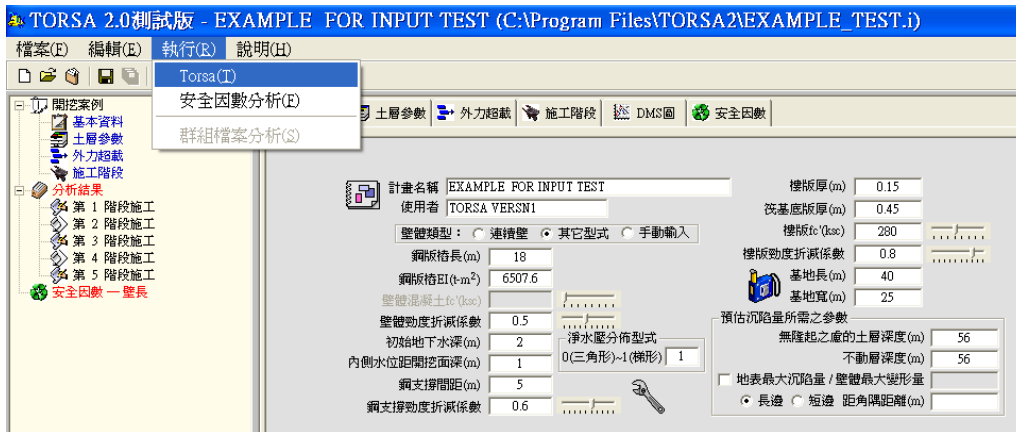 TORSA 2.0測試版 - EXAMPLE FOR INPUT TEST (C:\Program Files\TORSA2\EXAMPLE_TEST.i)
檔案(F) 編輯(E) 執行(R) 說明(H)
Torsa(T)
安全因數分析(E)
群組檔案分析(S)
土層參數 外力超載 施工階段 DMS圖 安全因數
開挖案例
基本資料
土層參數
外力超載
施工階段
分析結果
第 1 階段施工
第 2 階段施工
第 3 階段施工
第 4 階段施工
第 5 階段施工
安全因數 — 壁長
計畫名稱 EXAMPLE FOR INPUT TEST
使用者 TORSA VERSN1
壁體類型： 連續壁 其它型式 手動輸入
鋼版樁長(m) 18
鋼版樁EI(t-m²) 6507.6
壁體混凝土fc'(ksc)
壁體勁度折減係數 0.5
初始地下水深(m) 2
內側水位距開挖面深(m) 1
鋼支撐間距(m) 5
鋼支撐勁度折減係數 0.6
淨水壓分佈型式
0(三角形)~1(梯形) 1
樓版厚(m) 0.15
筏基底版厚(m) 0.45
樓版fc'(ksc) 280
樓版勁度折減係數 0.8
基地長(m) 40
基地寬(m) 25
預估沉陷量所需之參數
無隆起之慮的土層深度(m) 56
不動層深度(m) 56
地表最大沉陷量 / 壁體最大變形量
長邊 短邊 距角隅距離(m)